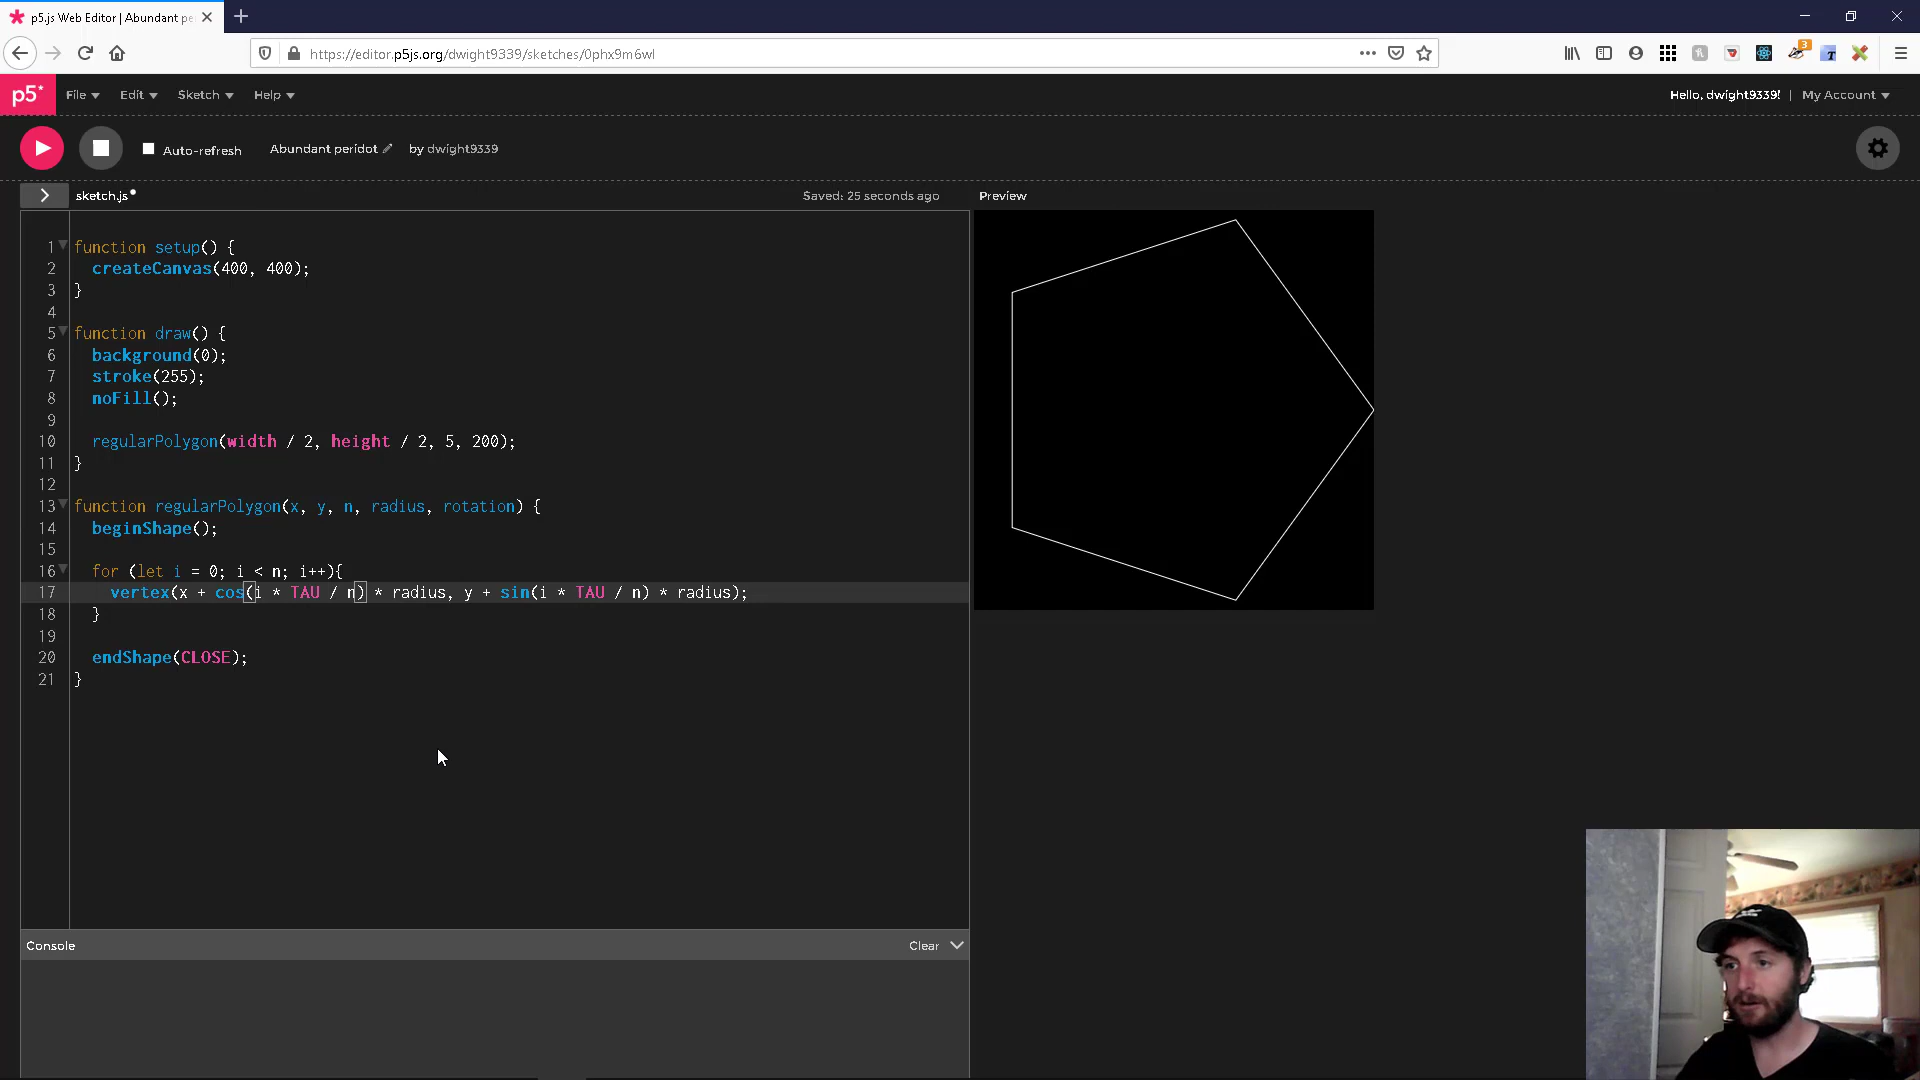 p5.js Web Editor | Abundant pe
https://editor.p5js.org/dwight9339/sketches/0phx9m6wl
3
T
p5*
File
Edit
Sketch
Help
Hello, dwight9339!
|
My Account
Auto-refresh
Abundant peridot
by dwight9339
sketch.js
Saved: 25 seconds ago
Preview
1 function setup() {
2 createCanvas(400, 400);
3 }
4
5 function draw() {
6 background(0);
7 stroke(255);
8 noFill();
9
10 regularPolygon(width / 2, height / 2, 5, 200);
11 }
12
13 function regularPolygon(x, y, n, radius, rotation) {
14 beginShape();
15
16 for (let i = 0; i < n; i++){
17 vertex(x + cos(i * TAU / n) * radius, y + sin(i * TAU / n) * radius);
18 }
19
20 endShape(CLOSE);
21 }
Console
Clear